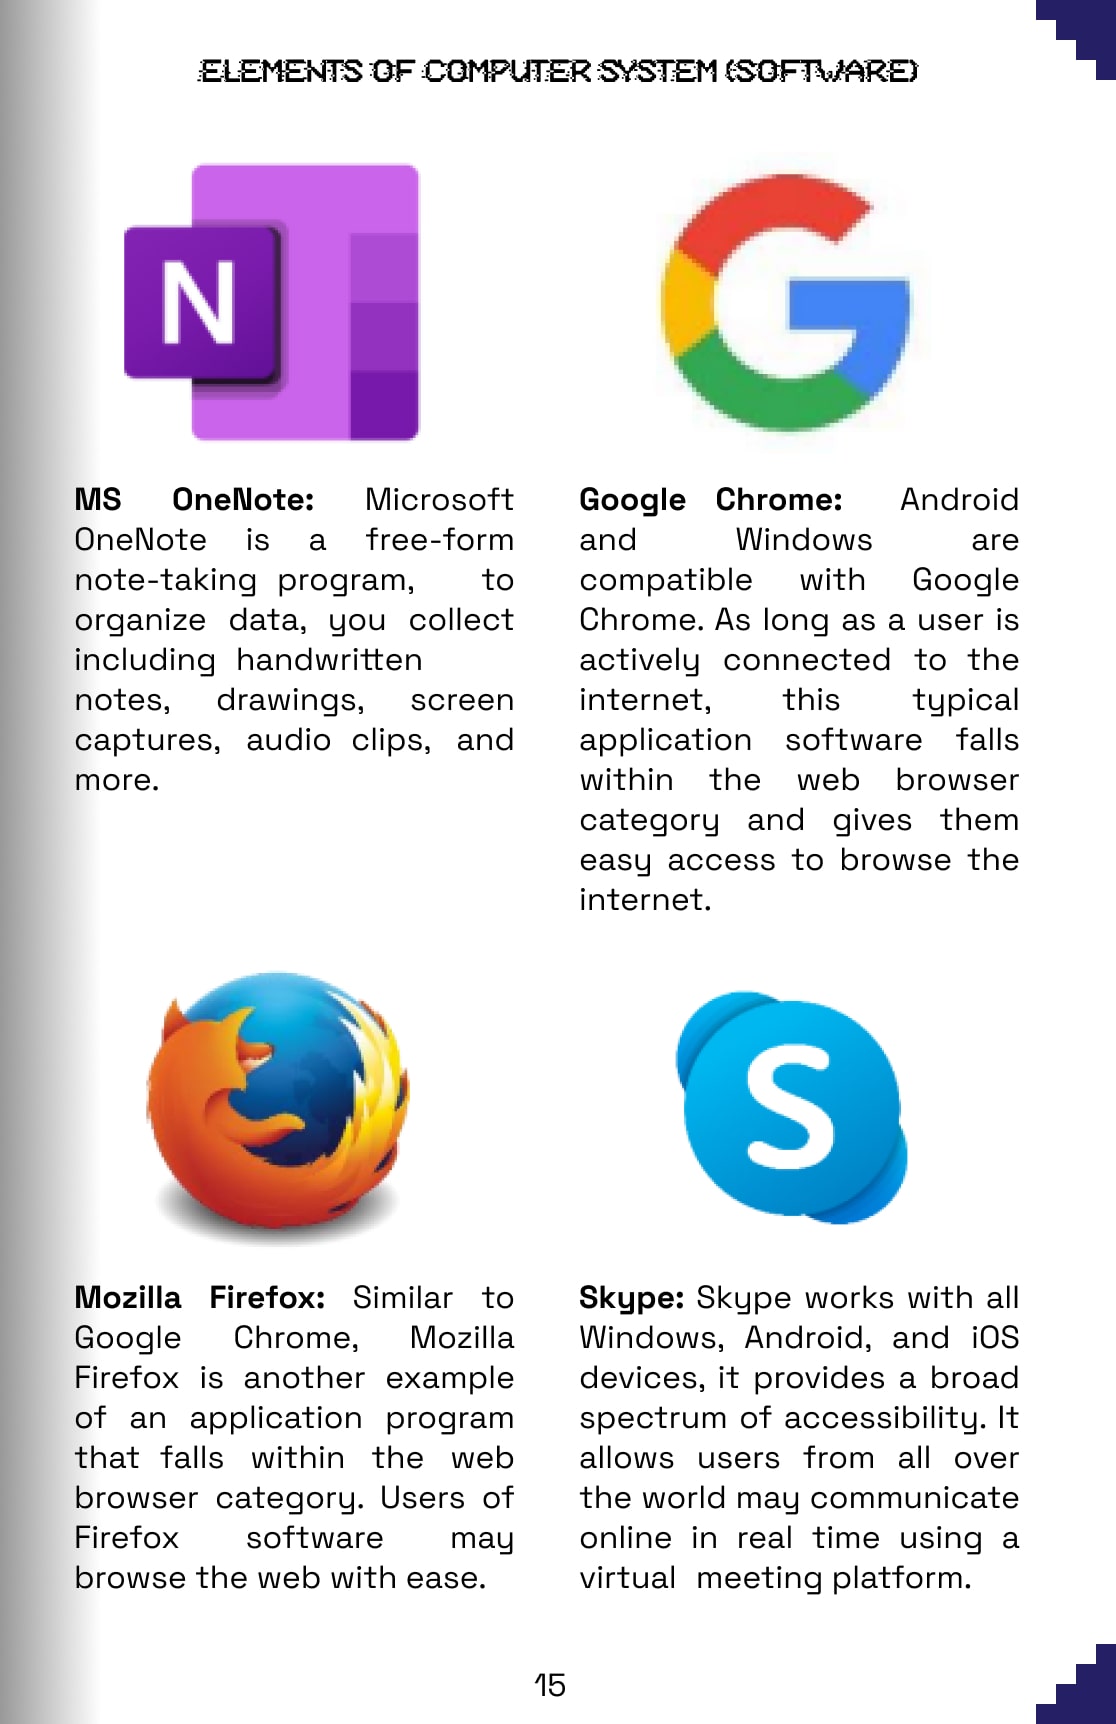 ELEMENTS OF COMPUTER SYSTEM (SOFTWARE)
N
G
MS OneNote: Microsoft
OneNote is a free-form
note-taking program, to
organize data, you collect
including handwritten
notes, drawings, screen
captures, audio clips, and
more.
Google Chrome: Android
and Windows are
compatible with Google
Chrome. As long as a user is
actively connected to the
internet, this typical
application software falls
within the web browser
category and gives them
easy access to browse the
internet.
S
Mozilla Firefox: Similar to
Google Chrome, Mozilla
Firefox is another example
of an application program
that falls within the web
browser category. Users of
Firefox software may
browse the web with ease.
Skype: Skype works with all
Windows, Android, and iOS
devices, it provides a broad
spectrum of accessibility. It
allows users from all over
the world may communicate
online in real time using a
virtual meeting platform.
15